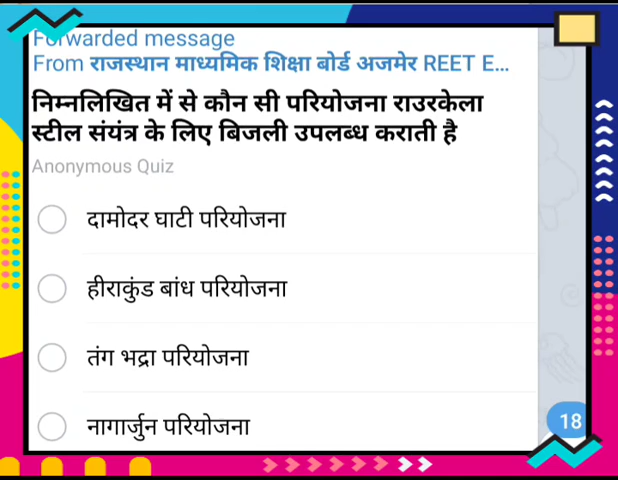 Forwarded message
From राजस्थान माध्यमिक शिक्षा बोर्ड अजमेर REET E...
निम्नलिखित में से कौन सी परियोजना राउरकेला
स्टील संयंत्र के लिए बिजली उपलब्ध कराती है
Anonymous Quiz
दामोदर घाटी परियोजना
हीराकुंड बांध परियोजना
तंग भद्रा परियोजना
नागार्जुन परियोजना
18